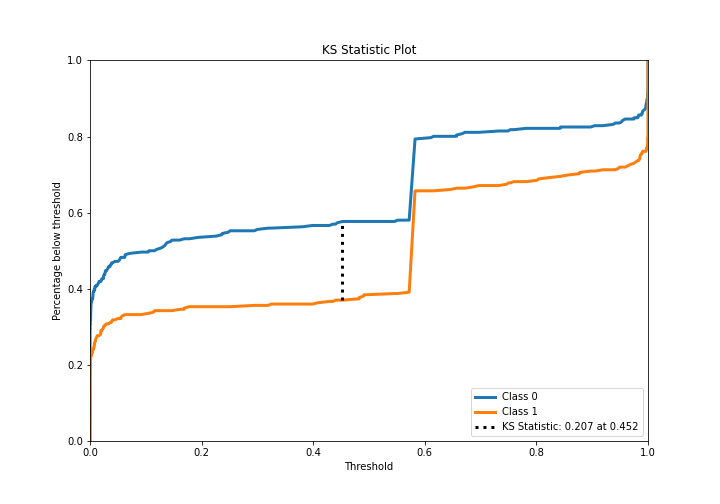 KS Statistic Plot
Percentage below threshold
1.0
0.8
0.6
0.4
0.2
0.0
0.0 0.2 0.4 0.6 0.8 1.0
Threshold
Class 0
Class 1
KS Statistic: 0.207 at 0.452